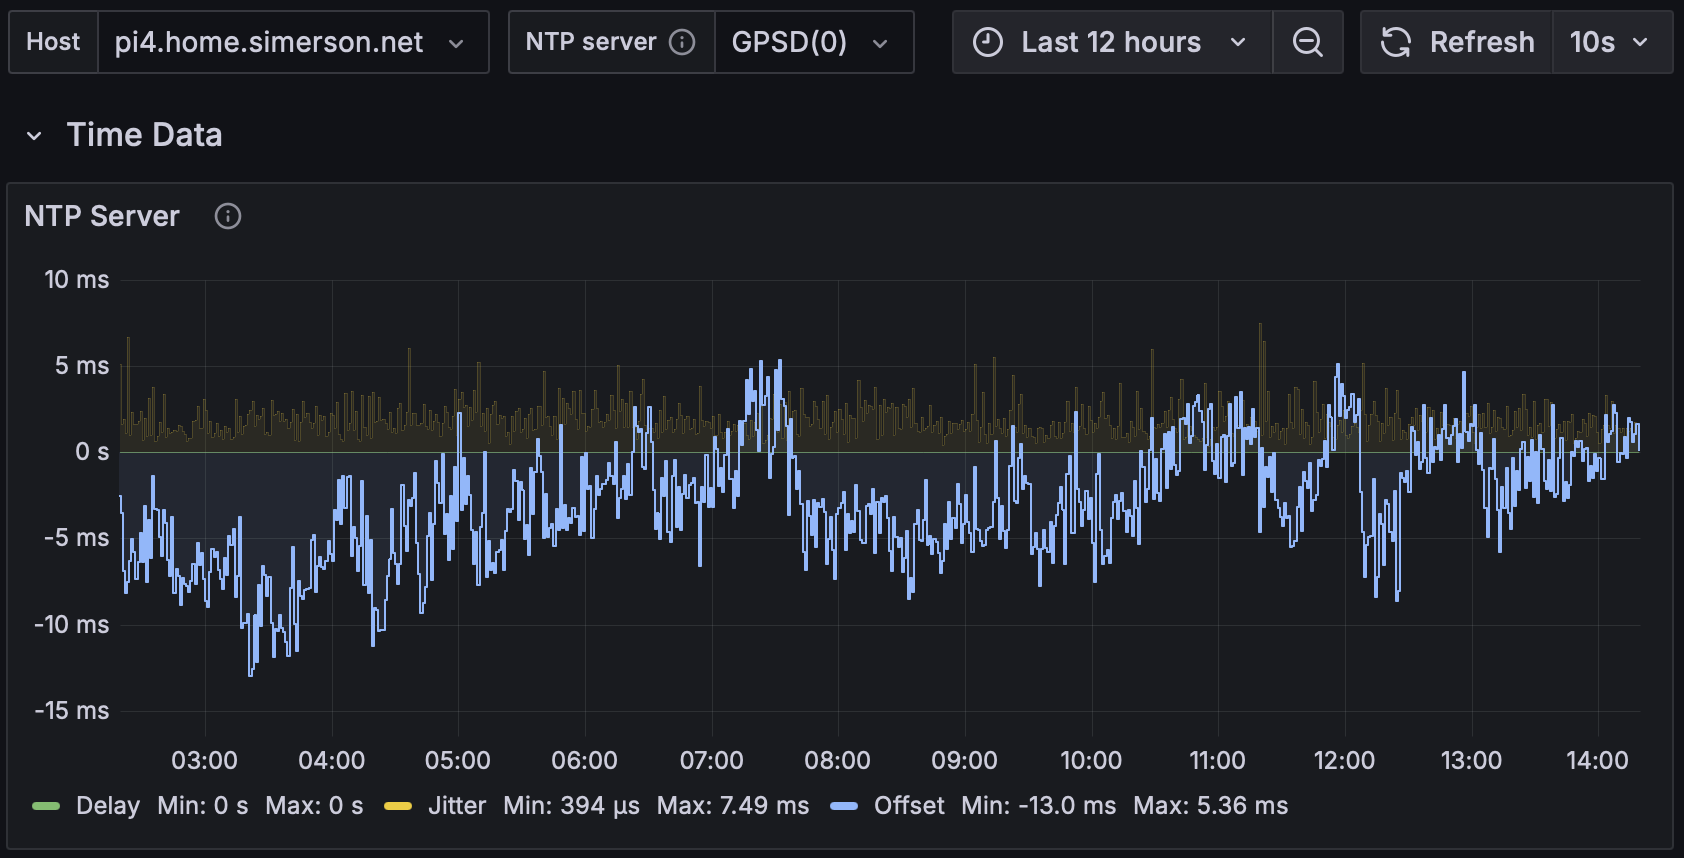 Host pi4.home.simerson.net NTP server GPSD(0) Last 12 hours Refresh 10s
Time Data
NTP Server
10 ms
5 ms
0 s
-5 ms
-10 ms
-15 ms
03:00 04:00 05:00 06:00 07:00 08:00 09:00 10:00 11:00 12:00 13:00 14:00
Delay Min: 0 s Max: 0 s Jitter Min: 394 µs Max: 7.49 ms Offset Min: -13.0 ms Max: 5.36 ms